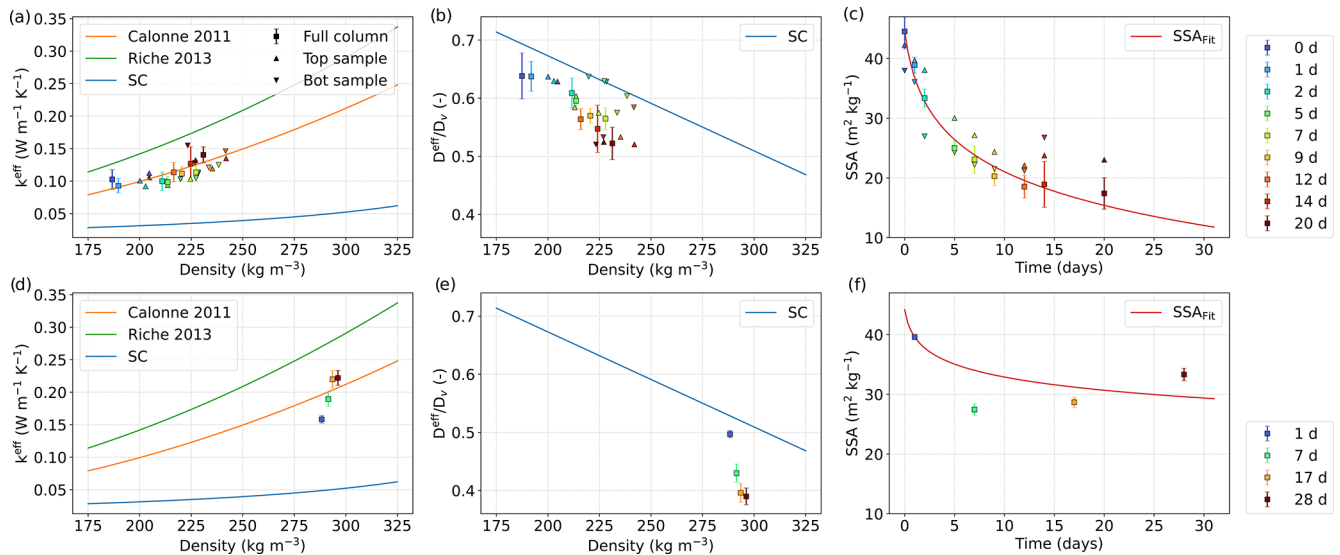 (a)
0.35
0.30
0.25
0.20
0.15
0.10
0.05
K^eff (W m⁻¹ K⁻¹)
Calonne 2011
Riche 2013
SC
Full column
Top sample
Bot sample
175 200 225 250 275 300 325
Density (kg m⁻³)
(b)
0.7
0.6
0.5
0.4
D^eff/D_v (-)
SC
175 200 225 250 275 300 325
Density (kg m⁻³)
(c)
40
30
20
10
SSA (m² kg⁻¹)
SSA_Fit
0 5 10 15 20 25 30
Time (days)
0 d
1 d
2 d
5 d
7 d
9 d
12 d
14 d
20 d
(d)
0.35
0.30
0.25
0.20
0.15
0.10
0.05
K^eff (W m⁻¹ K⁻¹)
Calonne 2011
Riche 2013
SC
175 200 225 250 275 300 325
Density (kg m⁻³)
(e)
0.7
0.6
0.5
0.4
D^eff/D_v (-)
SC
175 200 225 250 275 300 325
Density (kg m⁻³)
(f)
40
30
20
10
SSA (m² kg⁻¹)
SSA_Fit
0 5 10 15 20 25 30
Time (days)
1 d
7 d
17 d
28 d